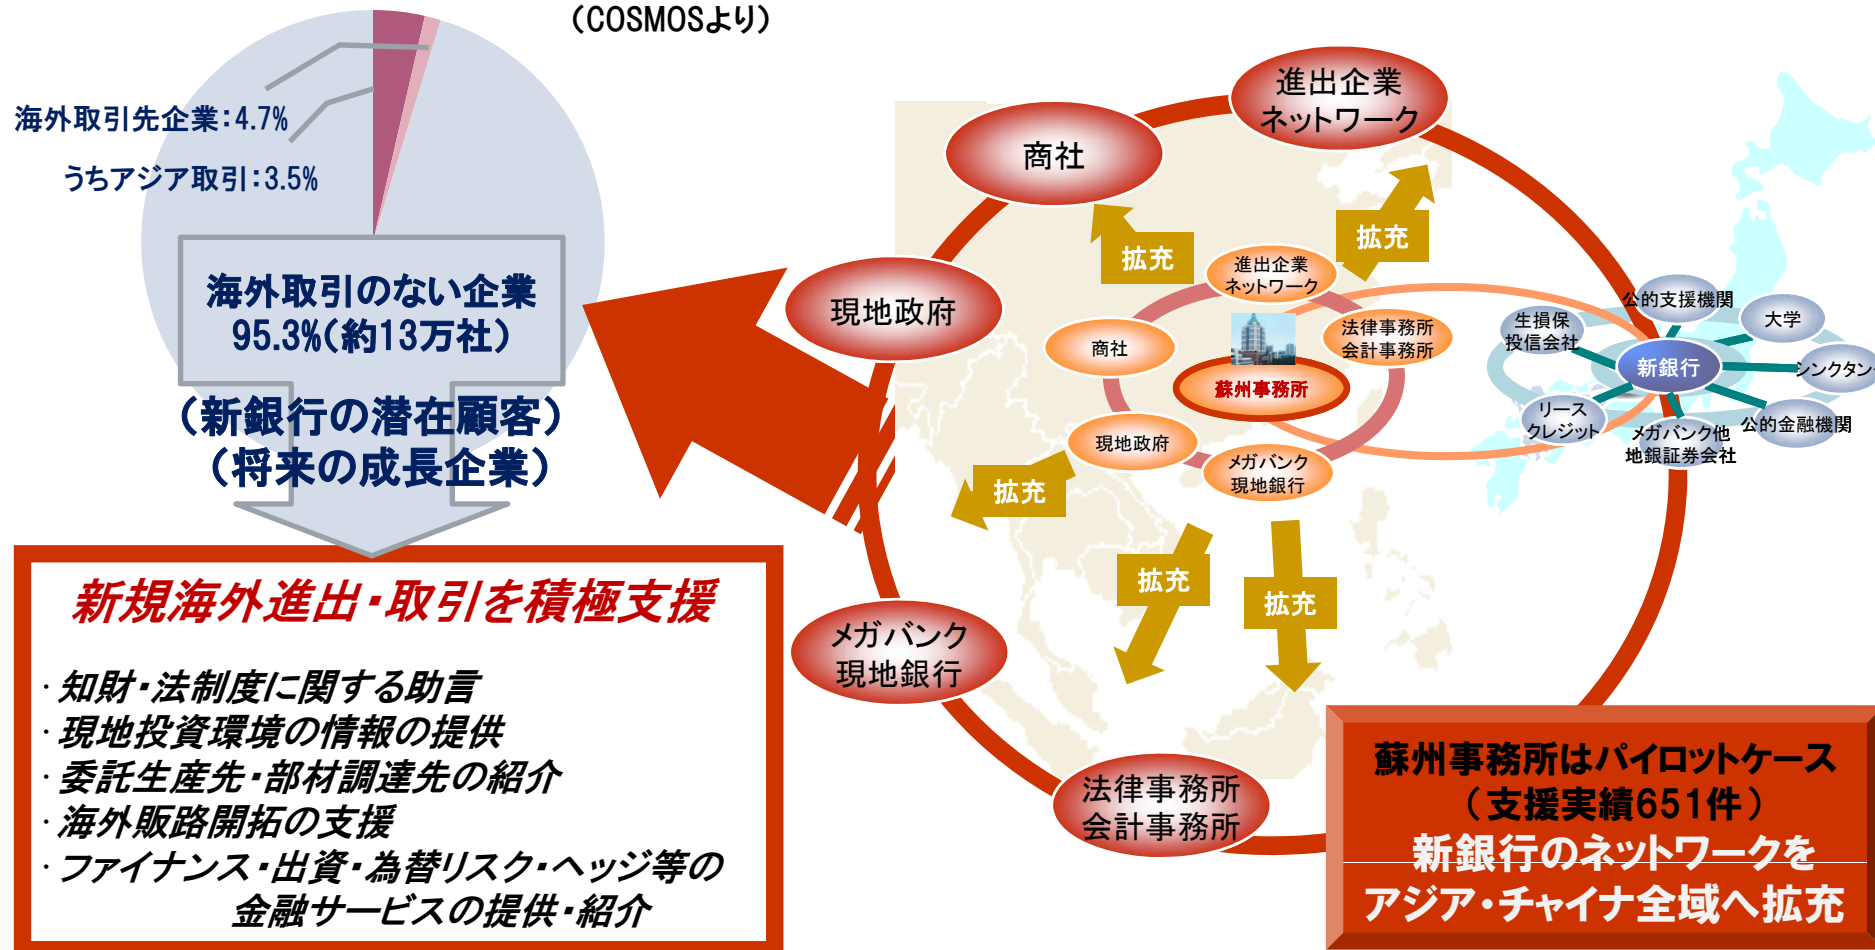 （COSMOSより）
海外取引先企業：4.7%
うちアジア取引：3.5%
海外取引のない企業
95.3%（約13万社）
（新銀行の潜在顧客）
（将来の成長企業）
新規海外進出・取引を積極支援
・知財・法制度に関する助言
・現地投資環境の情報の提供
・委託生産先・部材調達先の紹介
・海外販路開拓の支援
・ファイナンス・出資・為替リスク・ヘッジ等の
金融サービスの提供・紹介
進出企業
ネットワーク
商社
現地政府
メガバンク
現地銀行
法律事務所
会計事務所
拡充
拡充
拡充
拡充
拡充
進出企業
ネットワーク
商社
法律事務所
会計事務所
蘇州事務所
現地政府
メガバンク
現地銀行
公的支援機関
生損保
投信会社
大学
新銀行
シンクタンク
リース
クレジット
メガバンク他
地銀証券会社
公的金融機関
蘇州事務所はパイロットケース
（支援実績651件）
新銀行のネットワークを
アジア・チャイナ全域へ拡充